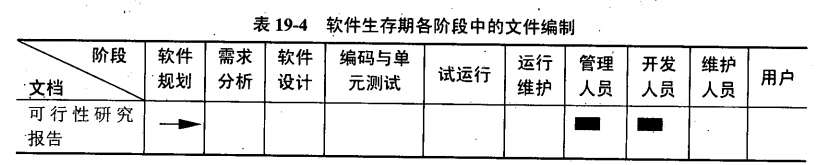 表 19-4 软件生存期各阶段中的文件编制
阶段 软件 需求 软件 编码与单 试运行 运行 管理 开发 维护 用户
文档 规划 分析 设计 元测试 维护 人员 人员 人员
可行性研究
报告